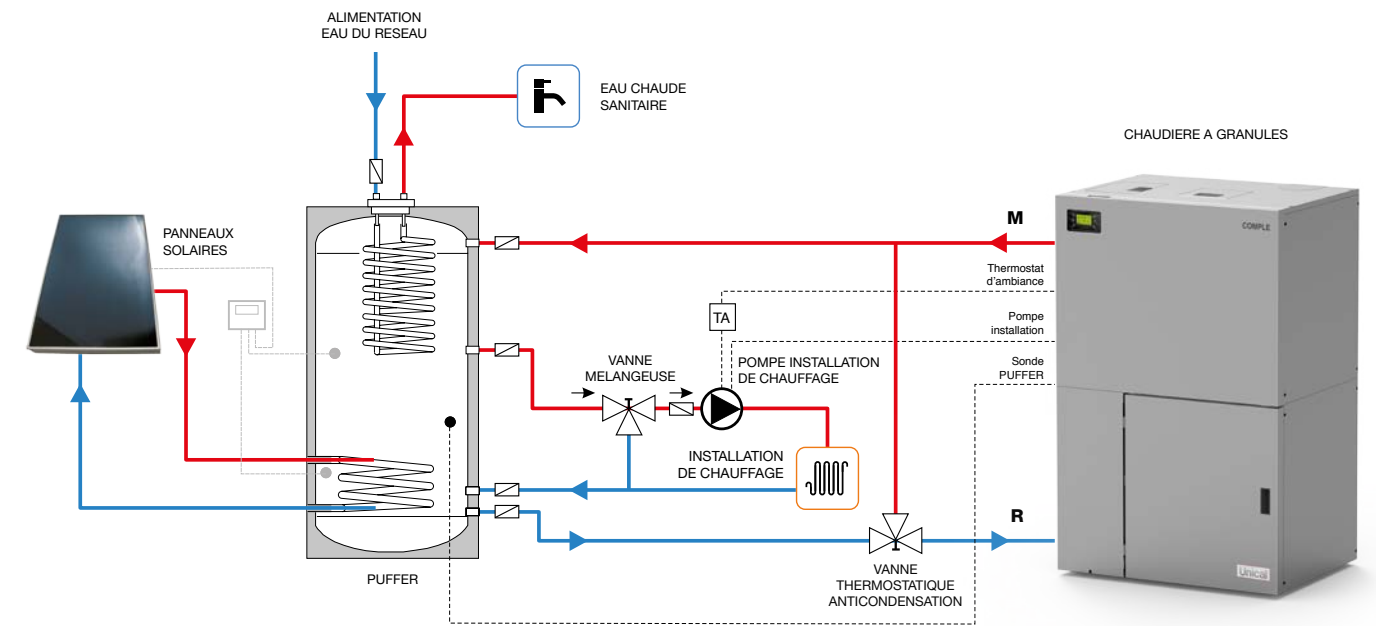 ALIMENTATION
EAU DU RESEAU
EAU CHAUDE
SANITAIRE
CHAUDIERE A GRANULES
PANNEAUX
SOLAIRES
M
COMPLE
Thermostat
d'ambiance
TA
Pompe
installation
VANNE
MELANGEUSE
POMPE INSTALLATION
DE CHAUFFAGE
Sonde
PUFFER
INSTALLATION
DE CHAUFFAGE
R
PUFFER
VANNE
THERMOSTATIQUE
ANTICONDENSATION
Unical